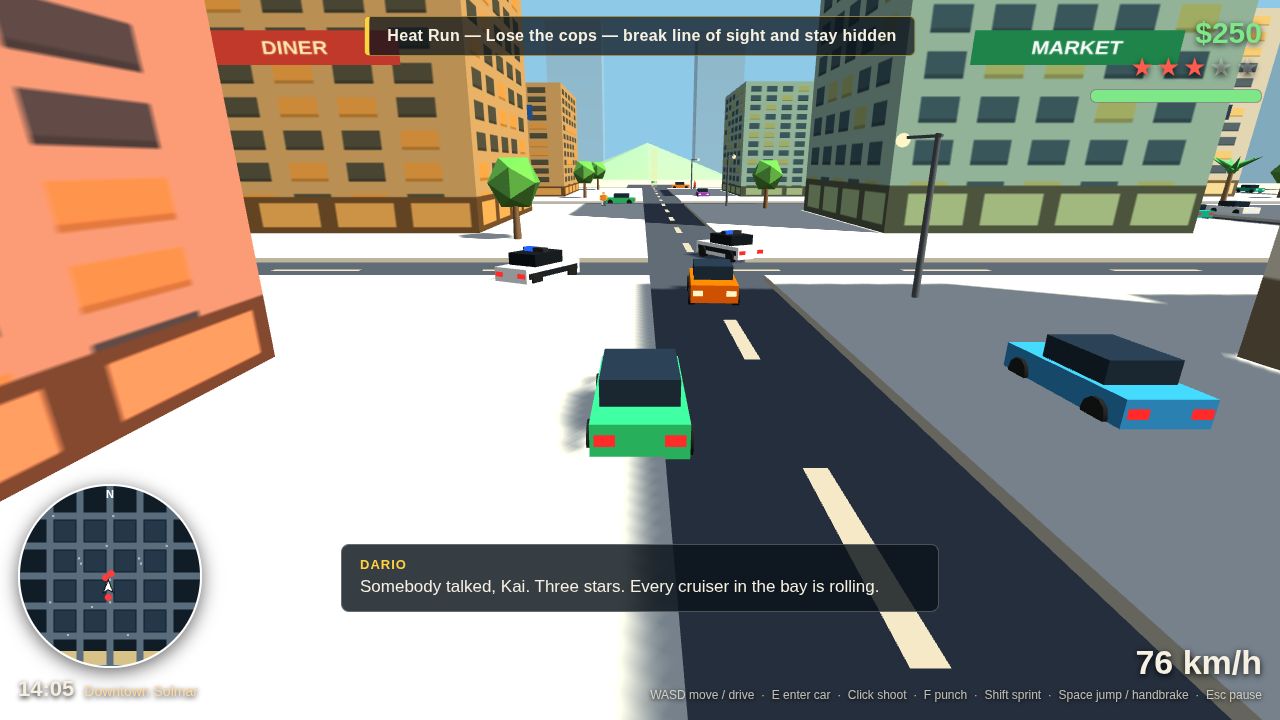 Heat Run — Lose the cops — break line of sight and stay hidden
DINER
MARKET
$250
N
DARIO
Somebody talked, Kai. Three stars. Every cruiser in the bay is rolling.
76 km/h
14:05 Downtown Solmar
WASD move / drive · E enter car · Click shoot · F punch · Shift sprint · Space jump / handbrake · Esc pause